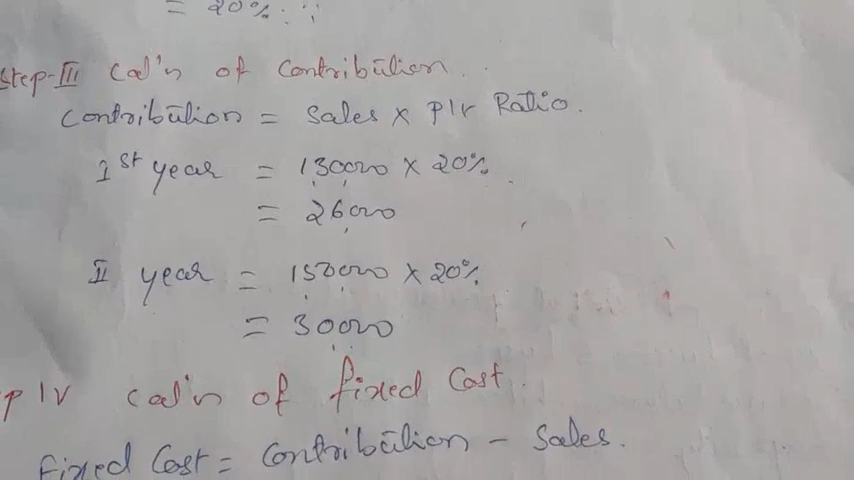 = 20%
Step-III Cal'n of Contribution.
Contribution = Sales x P/v Ratio.
1st year = 130000 x 20%
= 26000
II year = 150000 x 20%
= 30000
p IV Cal'n of fixed Cost.
Fixed Cost = Contribution - Sales.